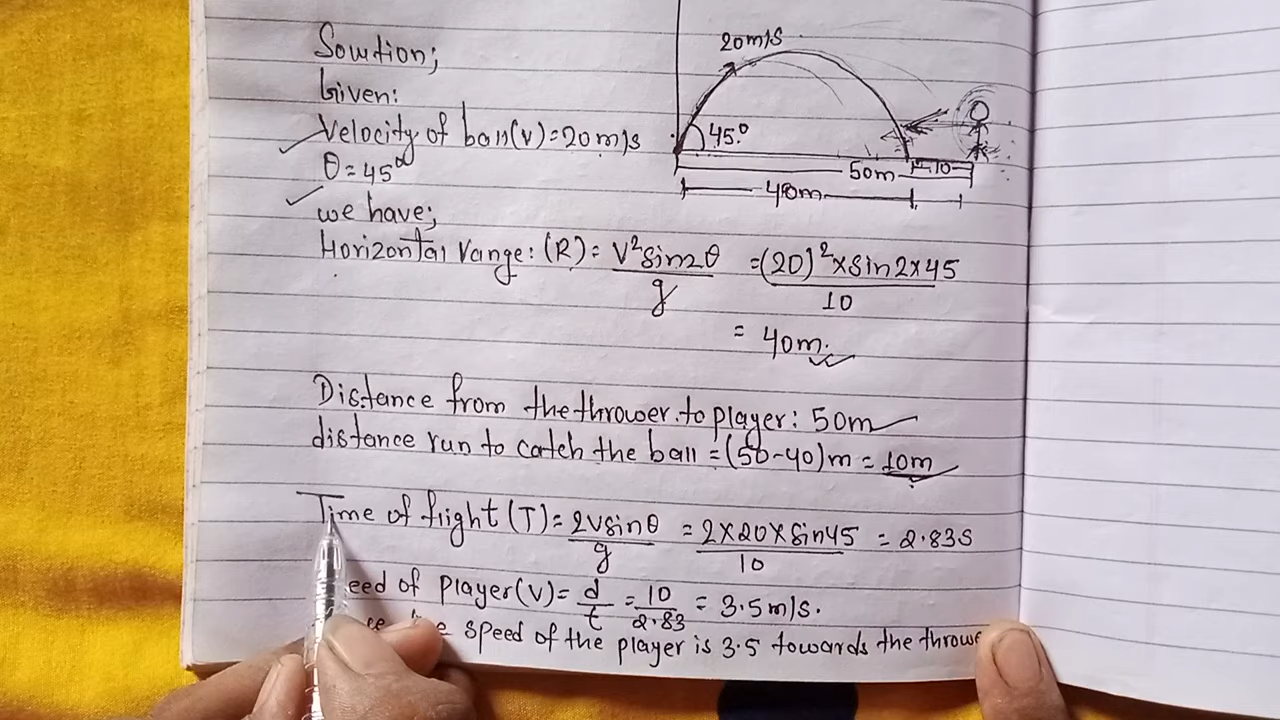 Solution;
20m/s
Given:
Velocity of ball(v)=20m/s
45°
θ=45°
50m
10
40m
we have;
Horizontal range:(R)= V²sin2θ/g = (20)²×sin2×45/10
= 40m.
Distance from the thrower.to player: 50m
distance run to catch the ball =(50-40)m = 10m
Time of flight(T)= 2vsinθ/g = 2×20×sin45/10 = 2.83s
eed of player(v)= d/t = 10/2.83 = 3.5m/s.
speed of the player is 3.5 towards the throwe